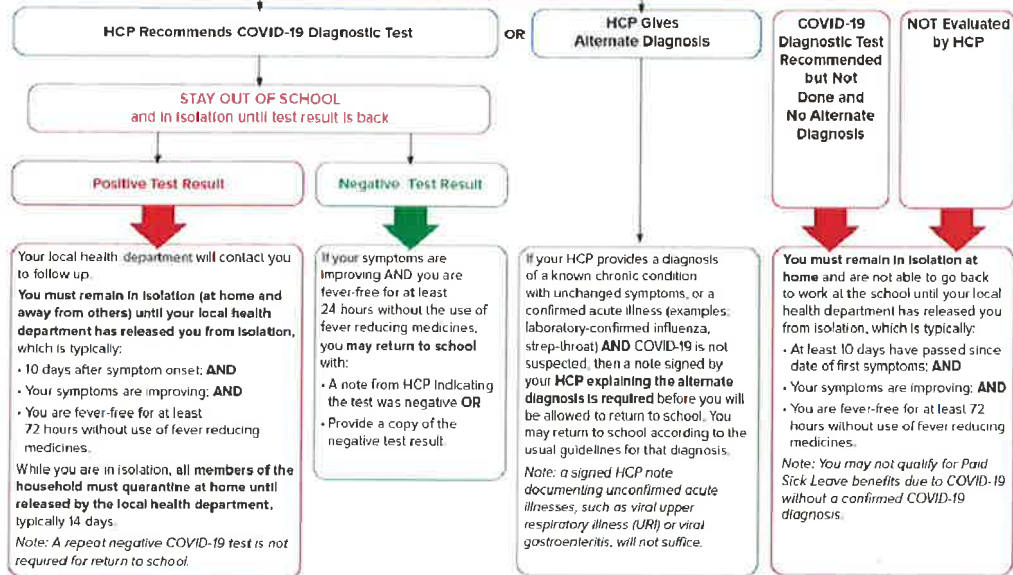 HCP Recommends COVID-19 Diagnostic Test
OR
HCP Gives
Alternate Diagnosis
COVID-19
Diagnostic Test
Recommended
but Not
Done and
No Alternate
Diagnosis
NOT Evaluated
by HCP
STAY OUT OF SCHOOL
and in isolation until test result is back
Positive Test Result
Negative Test Result
Your local health department will contact you
to follow up.
You must remain in isolation (at home and
away from others) until your local health
department has released you from isolation,
which is typically:
• 10 days after symptom onset; AND
• Your symptoms are improving; AND
• You are fever-free for at least
72 hours without use of fever reducing
medicines.
While you are in isolation, all members of the
household must quarantine at home until
released by the local health department,
typically 14 days.
Note: A repeat negative COVID-19 test is not
required for return to school.
If your symptoms are
improving AND you are
fever-free for at least
24 hours without the use of
fever reducing medicines,
you may return to school
with:
• A note from HCP indicating
the test was negative OR
• Provide a copy of the
negative test result.
If your HCP provides a diagnosis
of a known chronic condition
with unchanged symptoms, or a
confirmed acute illness (examples:
laboratory-confirmed influenza,
strep-throat) AND COVID-19 is not
suspected, then a note signed by
your HCP explaining the alternate
diagnosis is required before you will
be allowed to return to school. You
may return to school according to the
usual guidelines for that diagnosis.
Note: a signed HCP note
documenting unconfirmed acute
illnesses, such as viral upper
respiratory illness (URI) or viral
gastroenteritis, will not suffice.
You must remain in isolation at
home and are not able to go back
to work at the school until your local
health department has released you
from isolation, which is typically:
• At least 10 days have passed since
date of first symptoms; AND
• Your symptoms are improving; AND
• You are fever-free for at least 72
hours without use of fever reducing
medicines.
Note: You may not qualify for Paid
Sick Leave benefits due to COVID-19
without a confirmed COVID-19
diagnosis.